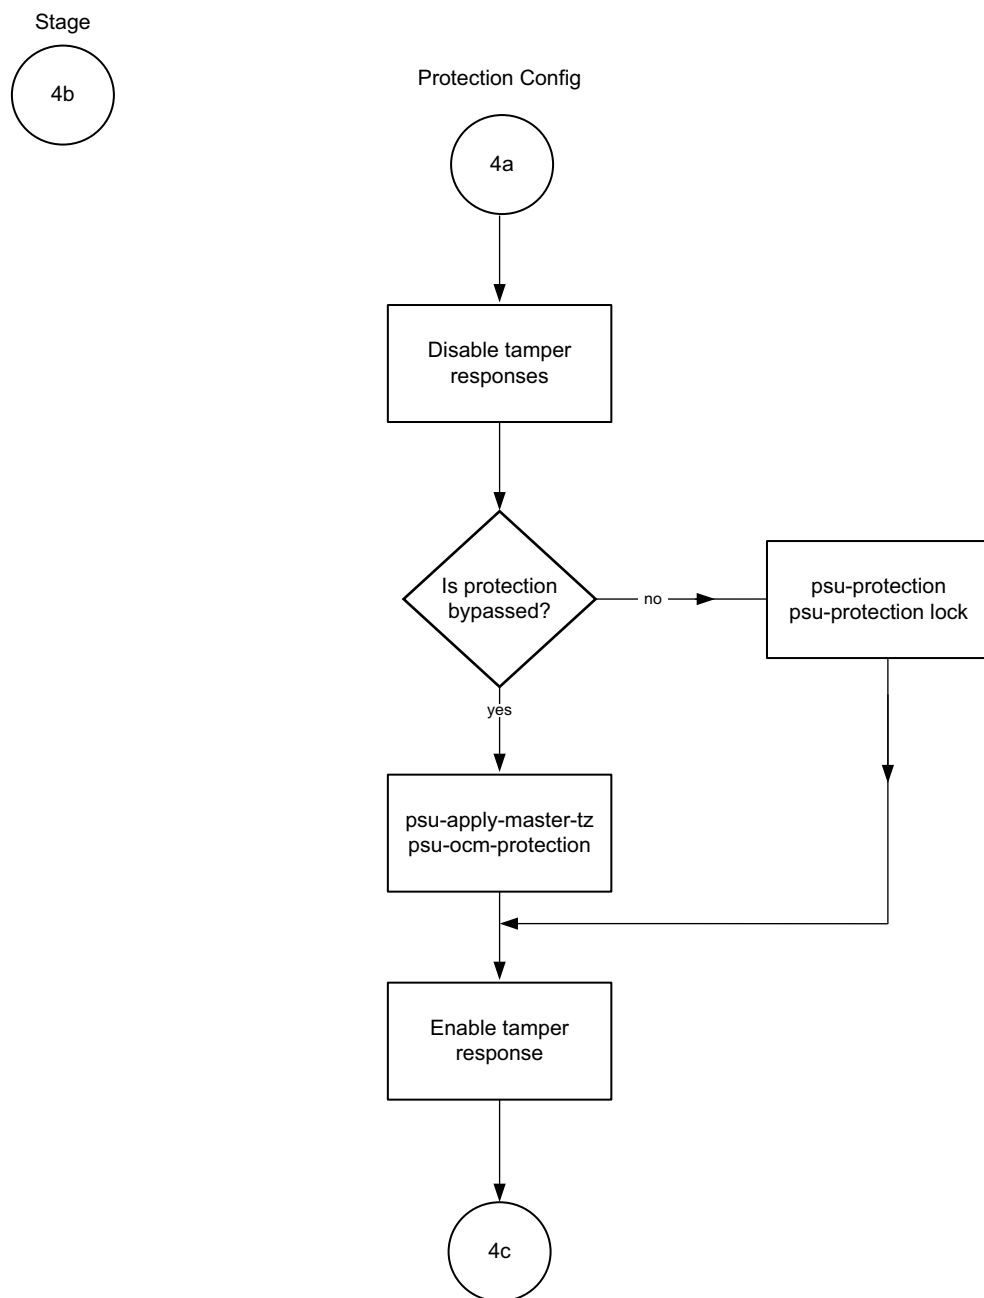 Stage
4b
Protection Config
4a
Disable tamper
responses
Is protection
bypassed?
no
psu-protection
psu-protection lock
yes
psu-apply-master-tz
psu-ocm-protection
Enable tamper
response
4c